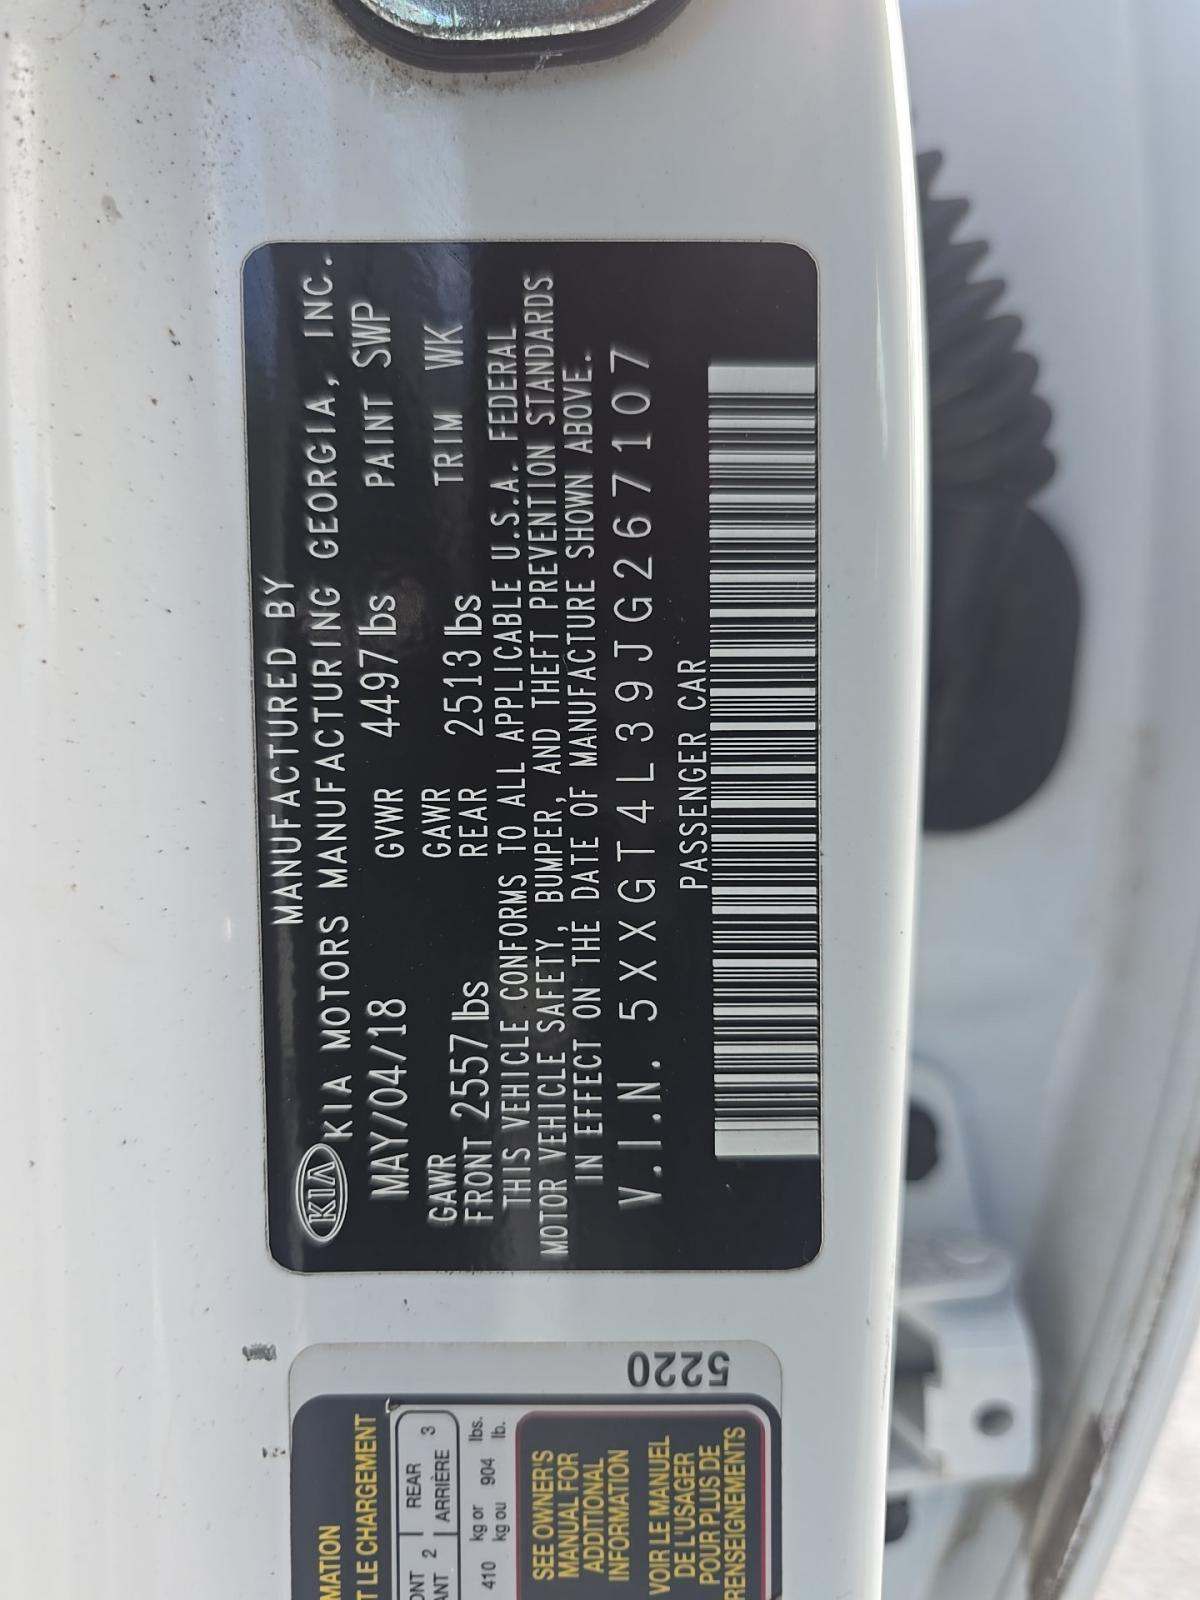 MANUFACTURED BY
KIA KIA MOTORS MANUFACTURING GEORGIA, INC.
MAY/04/18 GVWR 4497 lbs PAINT SWP
GAWR FRONT 2557 lbs GAWR REAR 2513 lbs TRIM WK
THIS VEHICLE CONFORMS TO ALL APPLICABLE U.S.A. FEDERAL
MOTOR VEHICLE SAFETY, BUMPER, AND THEFT PREVENTION STANDARDS
IN EFFECT ON THE DATE OF MANUFACTURE SHOWN ABOVE.
V.I.N. 5XXGT4L39JG267107
PASSENGER CAR
5220
T LE CHARGEMENT
2 REAR 3
2 ARRIÈRE 3
410 kg or 904 lbs.
kg ou lb.
SEE OWNER'S
MANUAL FOR
ADDITIONAL
INFORMATION
VOIR LE MANUEL
DE L'USAGER
POUR PLUS DE
RENSEIGNEMENTS